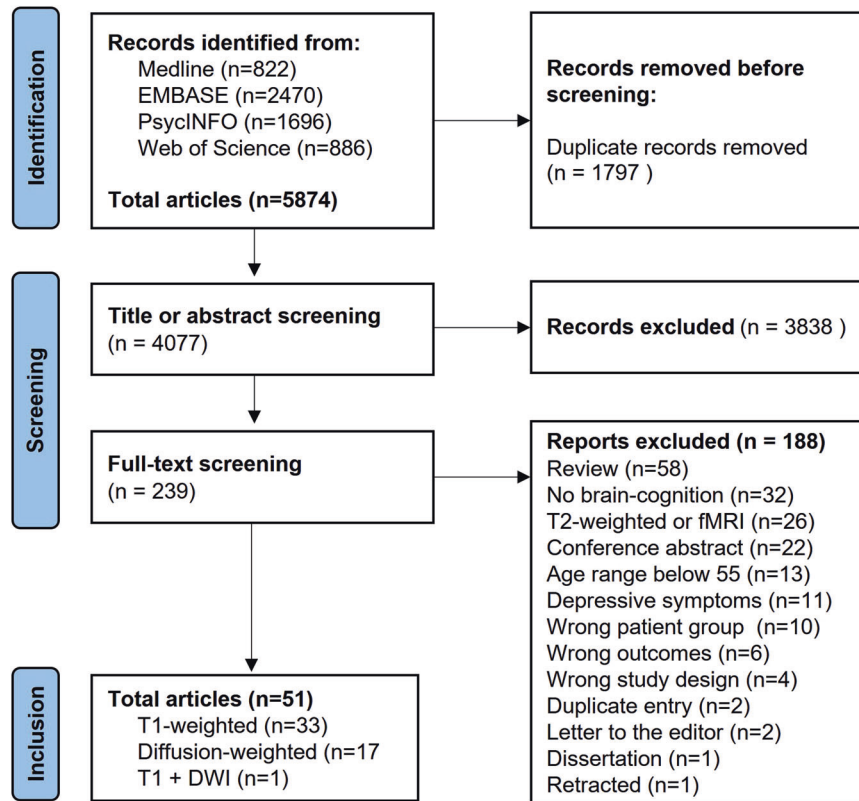 Identification
Records identified from:
Medline (n=822)
EMBASE (n=2470)
PsycINFO (n=1696)
Web of Science (n=886)
Total articles (n=5874)
Records removed before
screening:
Duplicate records removed
(n = 1797 )
Screening
Title or abstract screening
(n = 4077)
Records excluded (n = 3838 )
Full-text screening
(n = 239)
Reports excluded (n = 188)
Review (n=58)
No brain-cognition (n=32)
T2-weighted or fMRI (n=26)
Conference abstract (n=22)
Age range below 55 (n=13)
Depressive symptoms (n=11)
Wrong patient group (n=10)
Wrong outcomes (n=6)
Wrong study design (n=4)
Duplicate entry (n=2)
Letter to the editor (n=2)
Dissertation (n=1)
Retracted (n=1)
Inclusion
Total articles (n=51)
T1-weighted (n=33)
Diffusion-weighted (n=17
T1 + DWI (n=1)